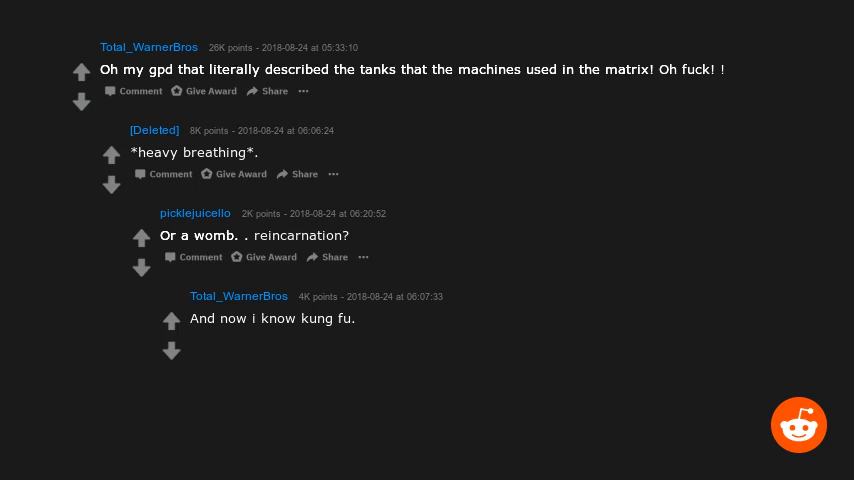 Total_WarnerBros 26K points - 2018-08-24 at 05:33:10
Oh my gpd that literally described the tanks that the machines used in the matrix! Oh fuck! !
Comment Give Award Share ···
[Deleted] 8K points - 2018-08-24 at 06:06:24
*heavy breathing*.
Comment Give Award Share ···
picklejuicello 2K points - 2018-08-24 at 06:20:52
Or a womb. . reincarnation?
Comment Give Award Share ···
Total_WarnerBros 4K points - 2018-08-24 at 06:07:33
And now i know kung fu.